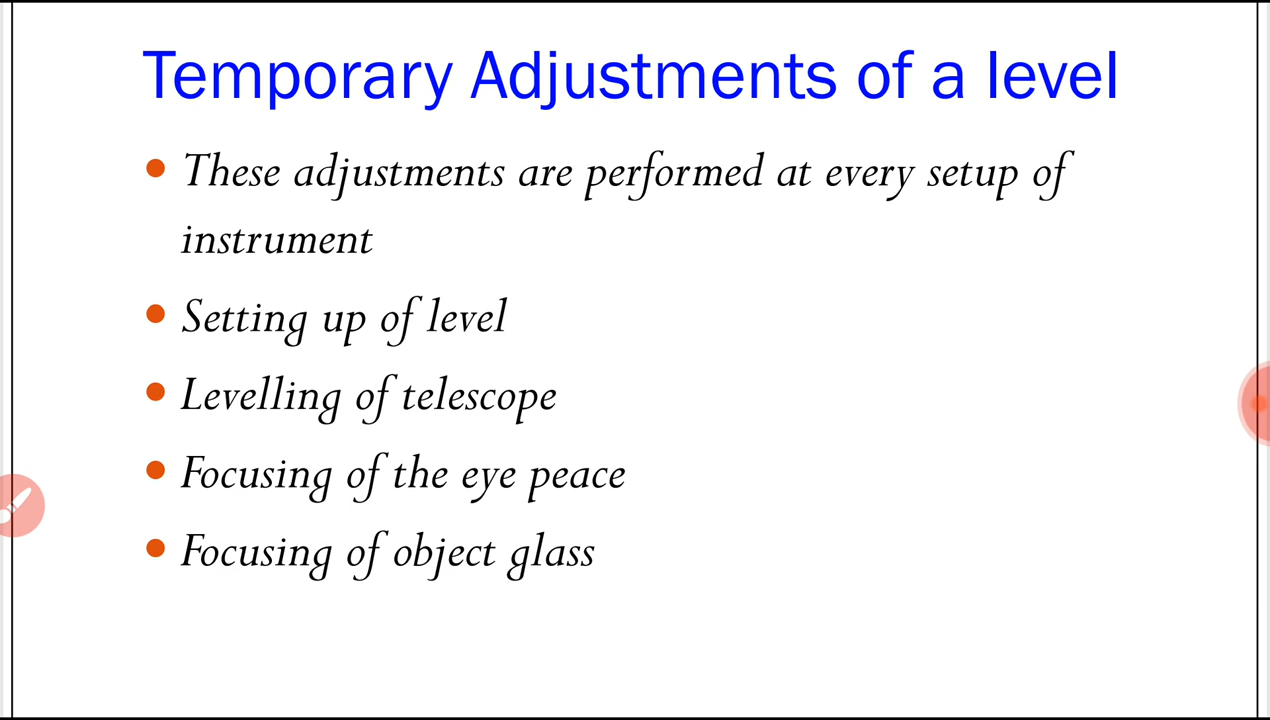 Temporary Adjustments of a level
• These adjustments are performed at every setup of
instrument
• Setting up of level
• Levelling of telescope
• Focusing of the eye peace
• Focusing of object glass